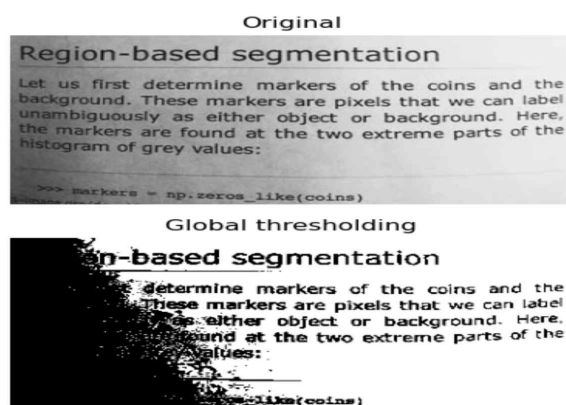 Original
Region-based segmentation
Let us first determine markers of the coins and the
background. These markers are pixels that we can label
unambiguously as either object or background. Here,
the markers are found at the two extreme parts of the
histogram of grey values:
>>> markers = np.zeros_like(coins)
Global thresholding
n-based segmentation
determine markers of the coins and the
These markers are pixels that we can label
as either object or background. Here,
found at the two extreme parts of the
values:
(coins)